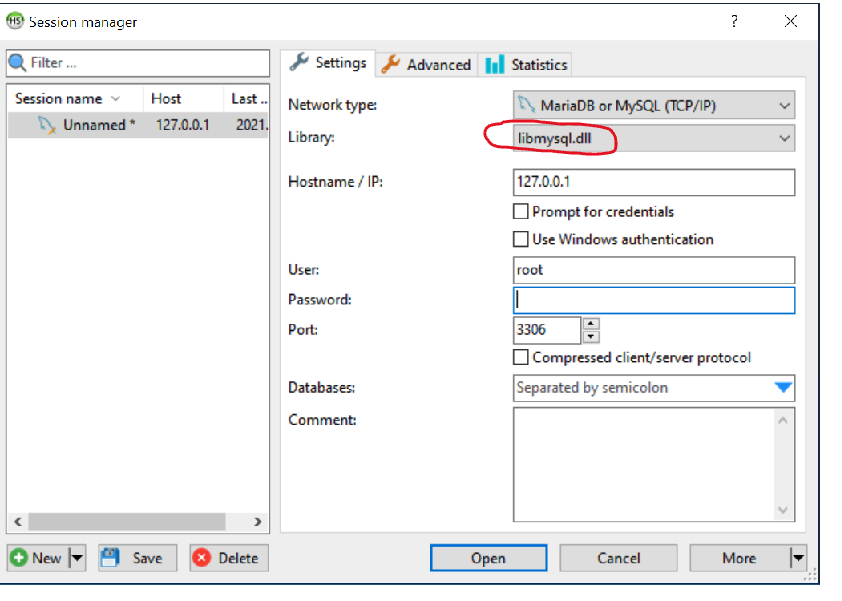 HS Session manager ?
Filter ...
Settings Advanced Statistics
Session name Host Last ..
Unnamed * 127.0.0.1 2021.
Network type: MariaDB or MySQL (TCP/IP)
Library: libmysql.dll
Hostname / IP: 127.0.0.1
Prompt for credentials
Use Windows authentication
User: root
Password:
Port: 3306
Compressed client/server protocol
Databases: Separated by semicolon
Comment:
New Save Delete Open Cancel More